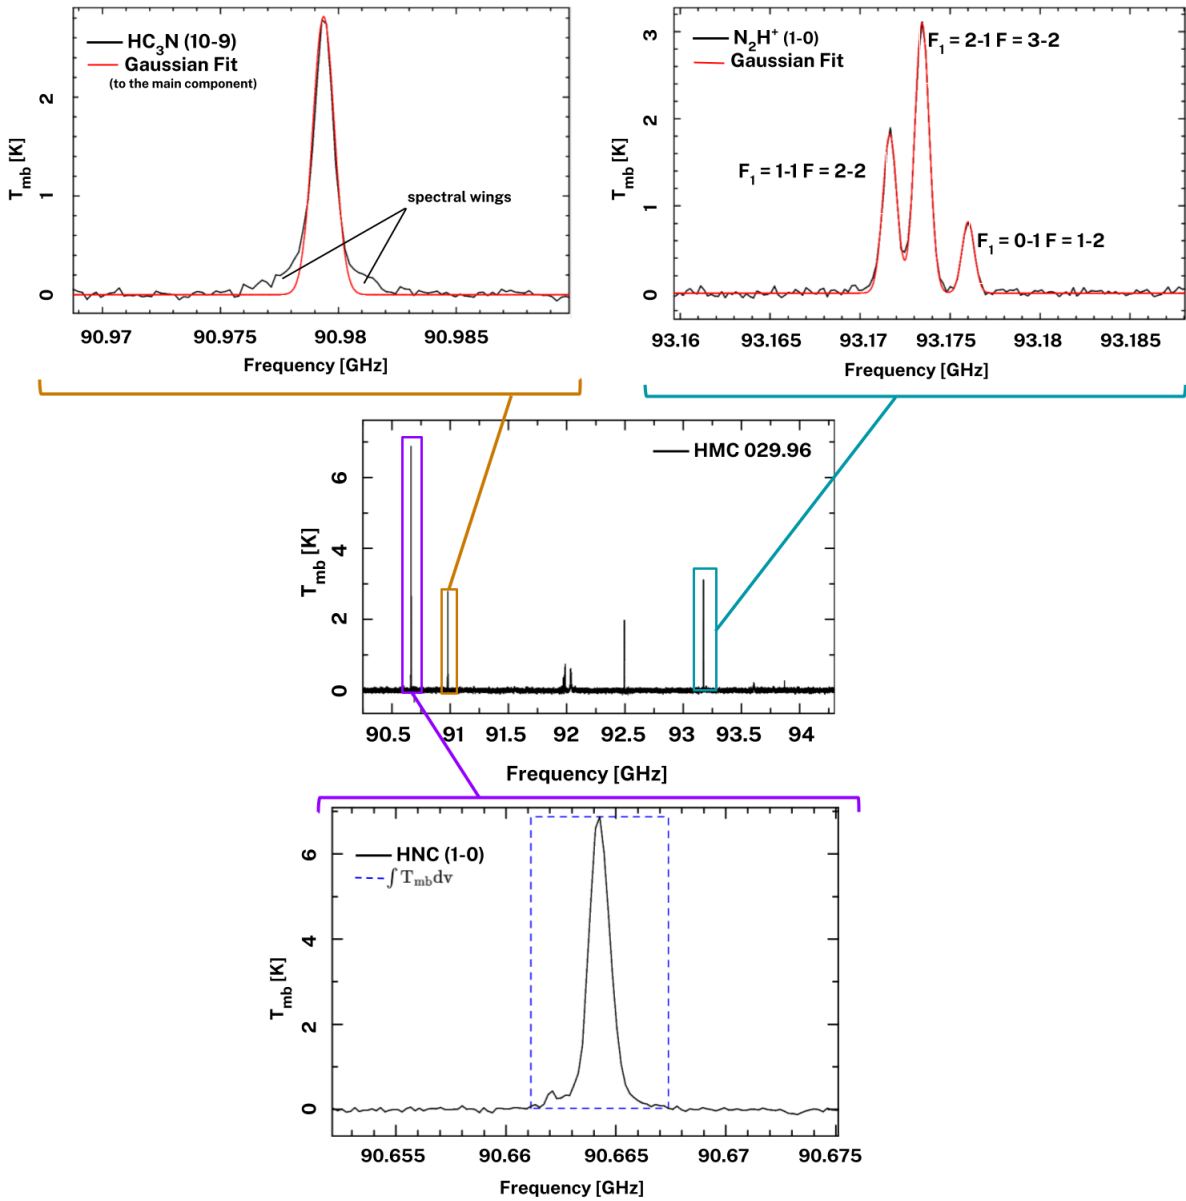 HC₃N (10-9)
Gaussian Fit
(to the main component)
spectral wings
T_mb [K]
2
1
0
90.97 90.975 90.98 90.985
Frequency [GHz]
N₂H⁺ (1-0)
Gaussian Fit
F₁ = 2-1 F = 3-2
F₁ = 1-1 F = 2-2
F₁ = 0-1 F = 1-2
T_mb [K]
3
2
1
0
93.16 93.165 93.17 93.175 93.18 93.185
Frequency [GHz]
HMC 029.96
T_mb [K]
6
4
2
0
90.5 91 91.5 92 92.5 93 93.5 94
Frequency [GHz]
HNC (1-0)
∫ T_mb dv
T_mb [K]
6
4
2
0
90.655 90.66 90.665 90.67 90.675
Frequency [GHz]